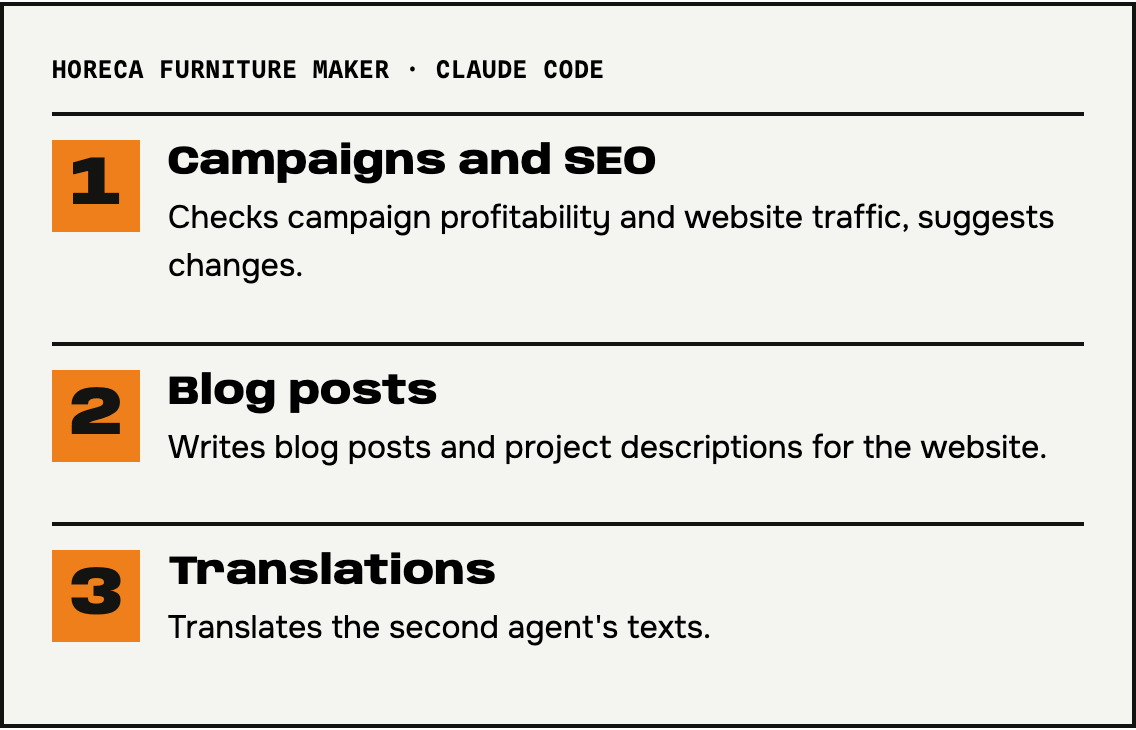 HORECA FURNITURE MAKER · CLAUDE CODE
1
Campaigns and SEO
Checks campaign profitability and website traffic, suggests
changes.
2
Blog posts
Writes blog posts and project descriptions for the website.
3
Translations
Translates the second agent's texts.